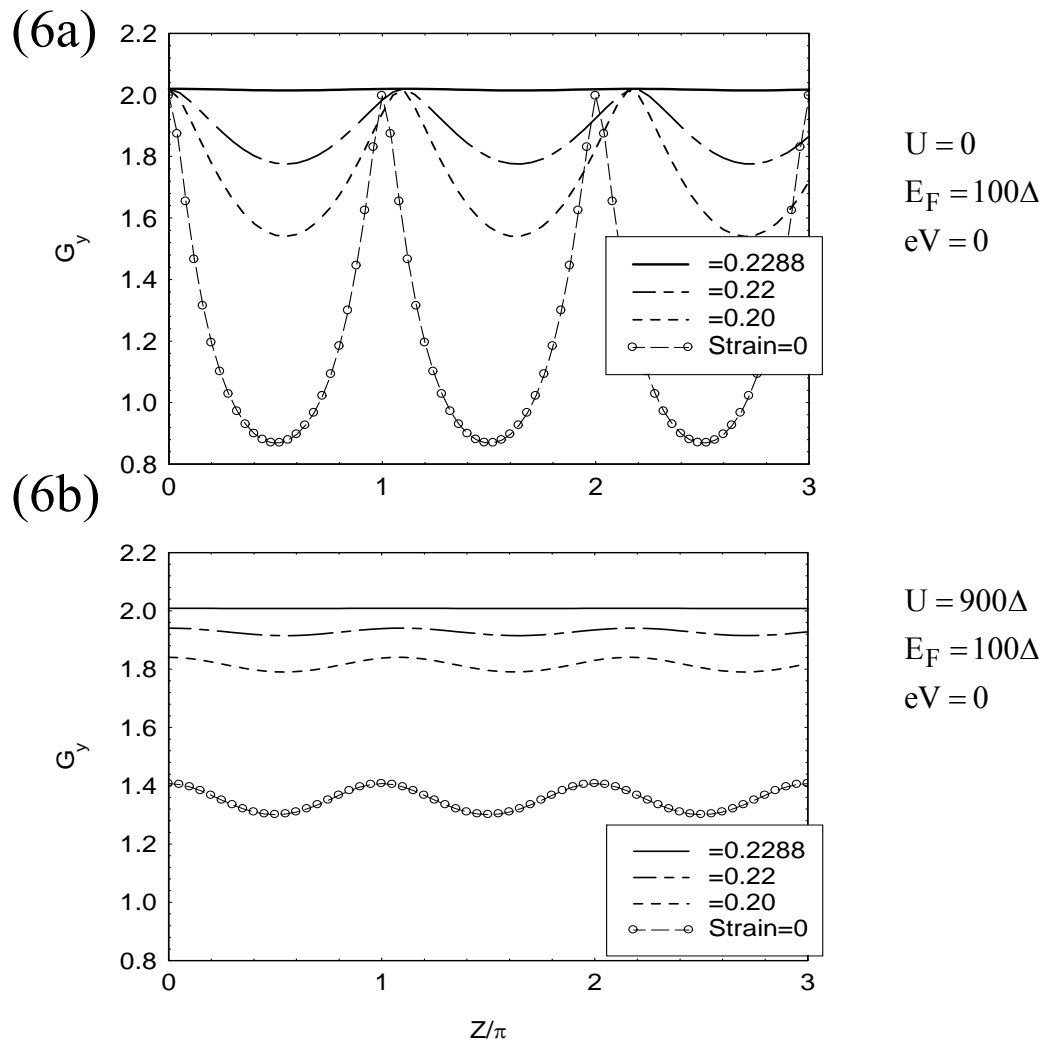 (6a)
2.2
2.0
1.8
1.6
1.4
1.2
1.0
0.8
G_y
0 1 2 3
=0.2288
=0.22
=0.20
Strain=0
U = 0
E_F = 100Δ
eV = 0
(6b)
2.2
2.0
1.8
1.6
1.4
1.2
1.0
0.8
G_y
0 1 2 3
=0.2288
=0.22
=0.20
Strain=0
U = 900Δ
E_F = 100Δ
eV = 0
Z/π